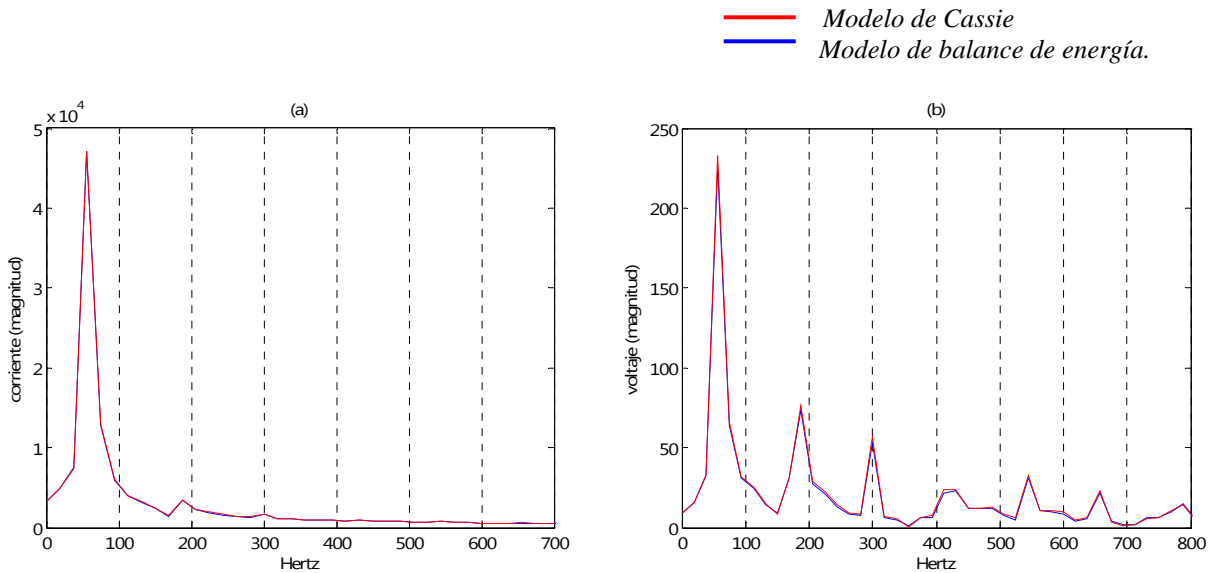 Modelo de Cassie
Modelo de balance de energía.
(a)
x 10^4
5
4
3
2
1
0
corriente (magnitud)
0 100 200 300 400 500 600 700
Hertz
(b)
250
200
150
100
50
0
voltaje (magnitud)
0 100 200 300 400 500 600 700 800
Hertz